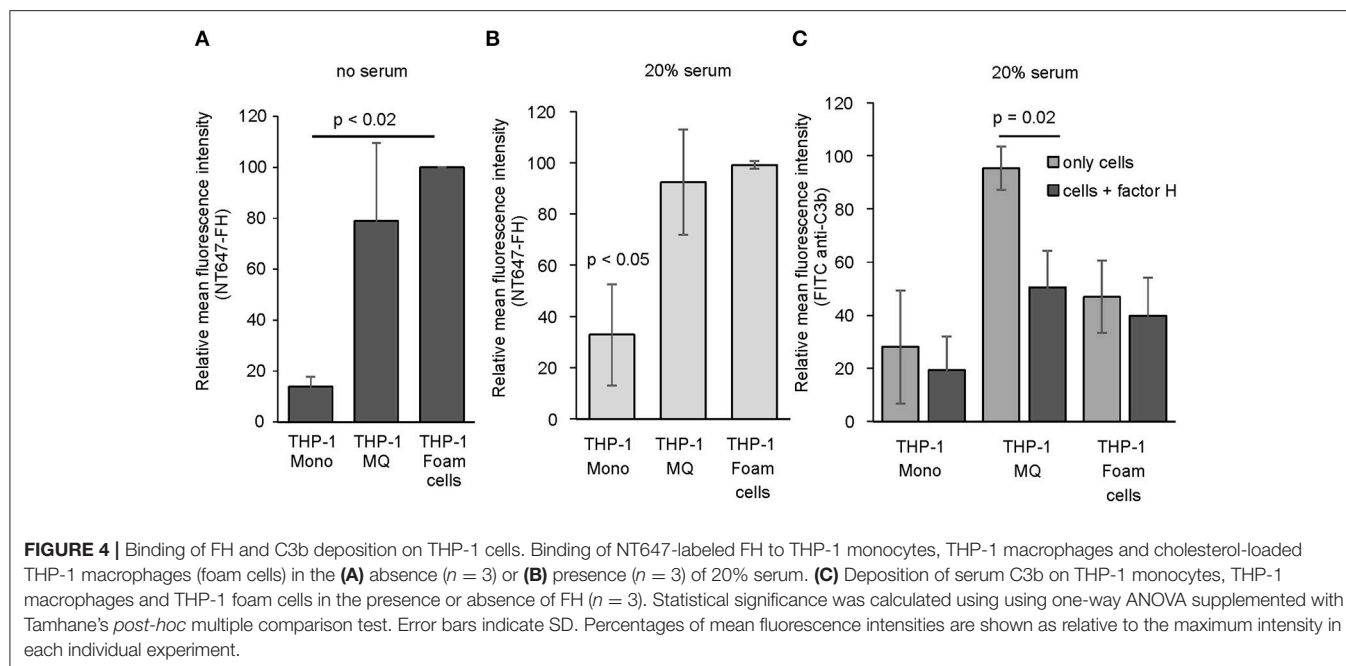 A
no serum
p < 0.02
Relative mean fluorescence intensity
(NT647-FH)
120
100
80
60
40
20
0
THP-1
Mono
THP-1
MQ
THP-1
Foam
cells
B
20% serum
p < 0.05
Relative mean fluorescence intensity
(NT647-FH)
120
100
80
60
40
20
0
THP-1
Mono
THP-1
MQ
THP-1
Foam
cells
C
20% serum
p = 0.02
only cells
cells + factor H
Relative mean fluorescence intensity
(FITC anti-C3b)
120
100
80
60
40
20
0
THP-1
Mono
THP-1
MQ
THP-1
Foam
cells
FIGURE 4 | Binding of FH and C3b deposition on THP-1 cells. Binding of NT647-labeled FH to THP-1 monocytes, THP-1 macrophages and cholesterol-loaded
THP-1 macrophages (foam cells) in the (A) absence (n = 3) or (B) presence (n = 3) of 20% serum. (C) Deposition of serum C3b on THP-1 monocytes, THP-1
macrophages and THP-1 foam cells in the presence or absence of FH (n = 3). Statistical significance was calculated using using one-way ANOVA supplemented with
Tamhane's post-hoc multiple comparison test. Error bars indicate SD. Percentages of mean fluorescence intensities are shown as relative to the maximum intensity in
each individual experiment.